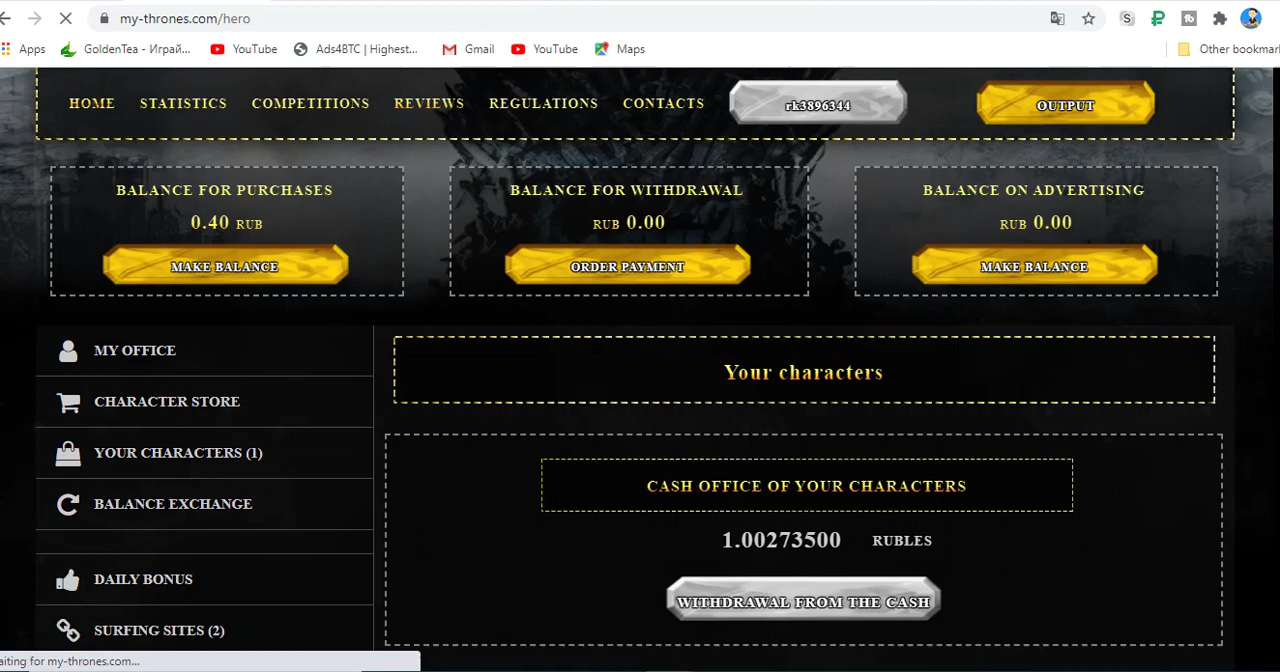 my-thrones.com/hero
Apps GoldenTea - Играй... YouTube Ads4BTC | Highest... Gmail YouTube Maps Other bookmar
HOME STATISTICS COMPETITIONS REVIEWS REGULATIONS CONTACTS rk3896344 OUTPUT
BALANCE FOR PURCHASES BALANCE FOR WITHDRAWAL BALANCE ON ADVERTISING
0.40 RUB RUB 0.00 RUB 0.00
MAKE BALANCE ORDER PAYMENT MAKE BALANCE
MY OFFICE
CHARACTER STORE
YOUR CHARACTERS (1)
BALANCE EXCHANGE
DAILY BONUS
SURFING SITES (2)
Your characters
CASH OFFICE OF YOUR CHARACTERS
1.00273500 RUBLES
WITHDRAWAL FROM THE CASH
aiting for my-thrones.com...